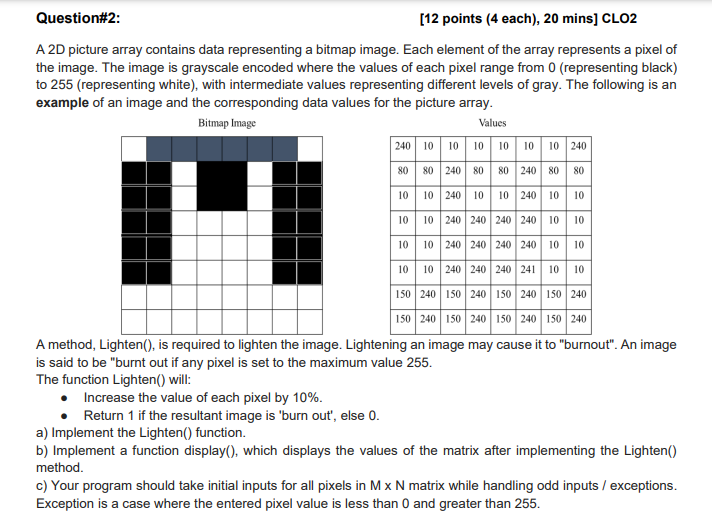 Question#2: [12 points (4 each), 20 mins] CLO2
A 2D picture array contains data representing a bitmap image. Each element of the array represents a pixel of
the image. The image is grayscale encoded where the values of each pixel range from 0 (representing black)
to 255 (representing white), with intermediate values representing different levels of gray. The following is an
example of an image and the corresponding data values for the picture array.
Bitmap Image Values
240 10 10 10 10 10 10 240
80 80 240 80 80 240 80 80
10 10 240 10 10 240 10 10
10 10 240 240 240 240 10 10
10 10 240 240 240 240 10 10
10 10 240 240 240 241 10 10
150 240 150 240 150 240 150 240
150 240 150 240 150 240 150 240
A method, Lighten(), is required to lighten the image. Lightening an image may cause it to "burnout". An image
is said to be "burnt out if any pixel is set to the maximum value 255.
The function Lighten() will:
• Increase the value of each pixel by 10%.
• Return 1 if the resultant image is 'burn out', else 0.
a) Implement the Lighten() function.
b) Implement a function display(), which displays the values of the matrix after implementing the Lighten()
method.
c) Your program should take initial inputs for all pixels in M x N matrix while handling odd inputs / exceptions.
Exception is a case where the entered pixel value is less than 0 and greater than 255.